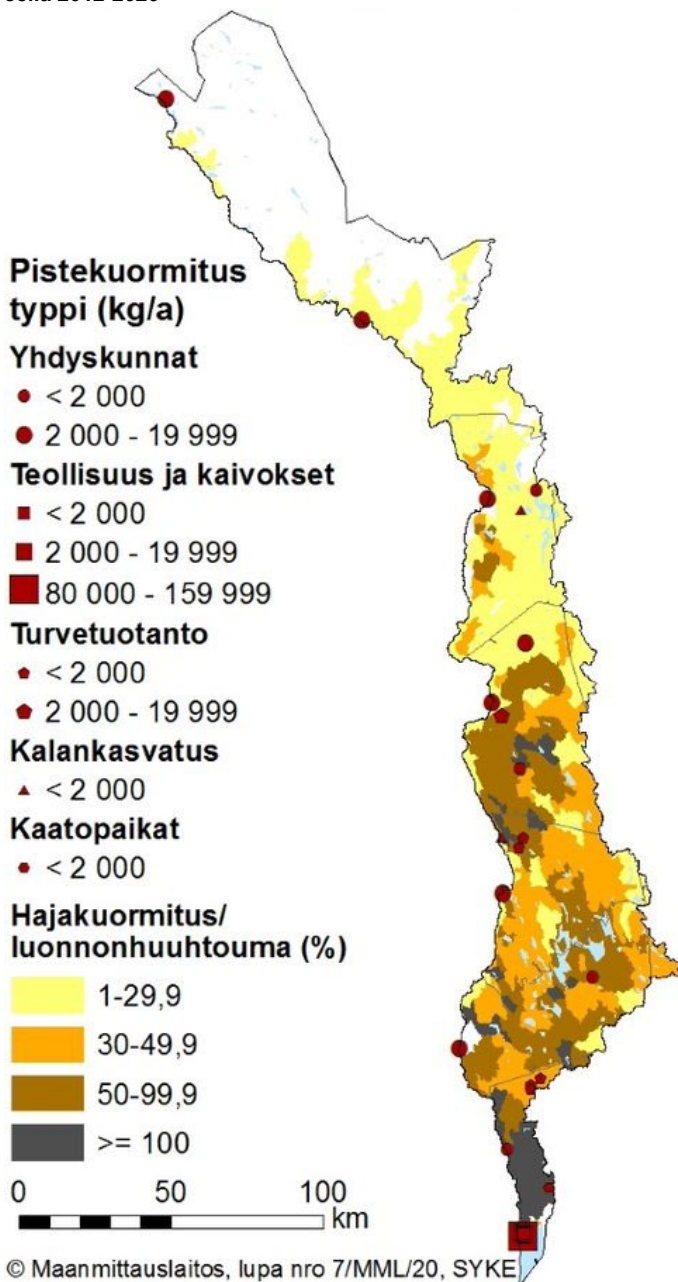 Pistekuormitus
typpi (kg/a)
Yhdyskunnat
< 2 000
2 000 - 19 999
Teollisuus ja kaivokset
< 2 000
2 000 - 19 999
80 000 - 159 999
Turvetuotanto
< 2 000
2 000 - 19 999
Kalankasvatus
< 2 000
Kaatopaikat
< 2 000
Hajakuormitus/
luonnonhuuhtouma (%)
1-29,9
30-49,9
50-99,9
>= 100
0 50 100
km
© Maanmittauslaitos, lupa nro 7/MML/20, SYKE